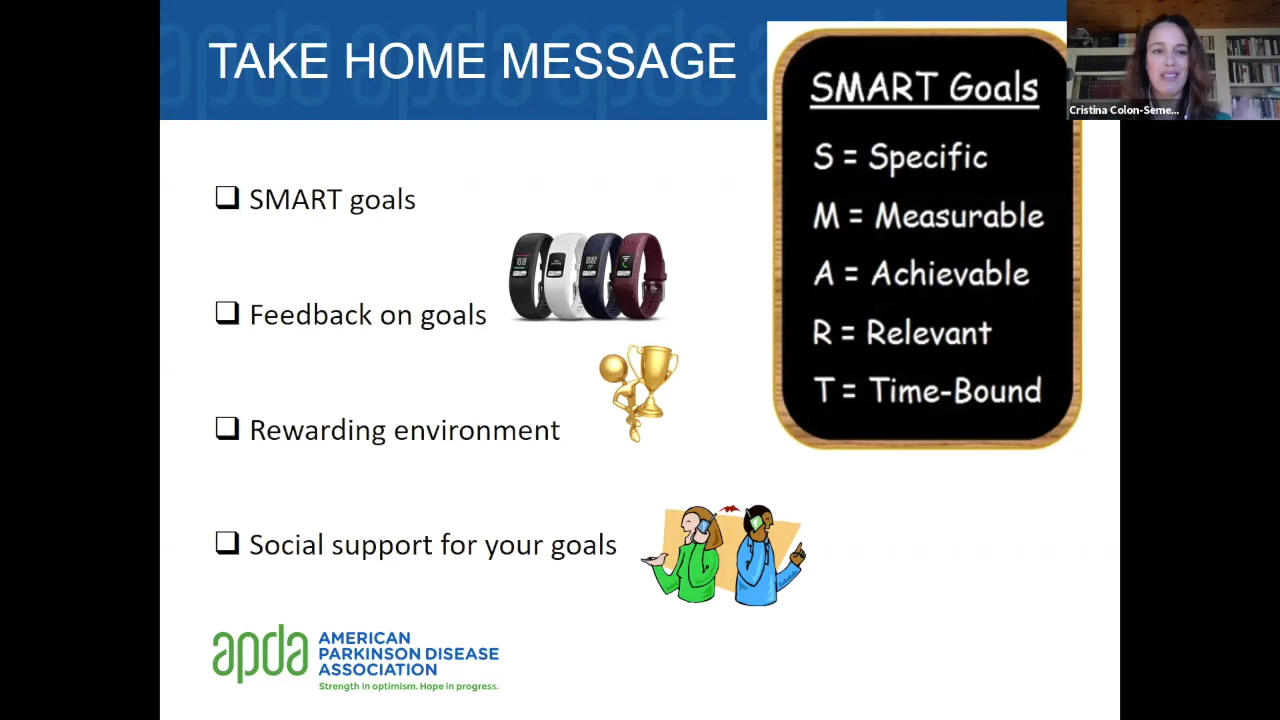 TAKE HOME MESSAGE
SMART goals
Feedback on goals
Rewarding environment
Social support for your goals
SMART Goals
S = Specific
M = Measurable
A = Achievable
R = Relevant
T = Time-Bound
Cristina Colon-Seme...
apda
AMERICAN
PARKINSON DISEASE
ASSOCIATION
Strength in optimism. Hope in progress.